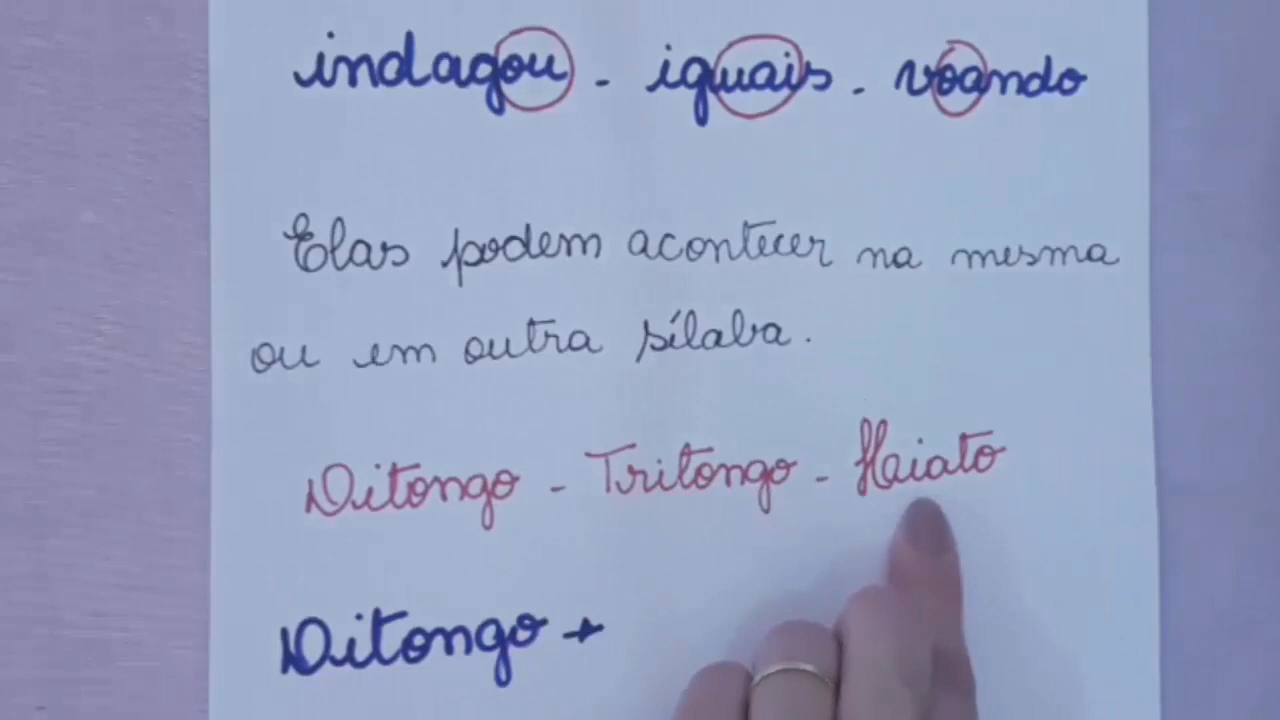 indagou - iguais - voando
Elas podem acontecer na mesma
ou em outra sílaba.
Ditongo - Tritongo - Hiato
Ditongo →